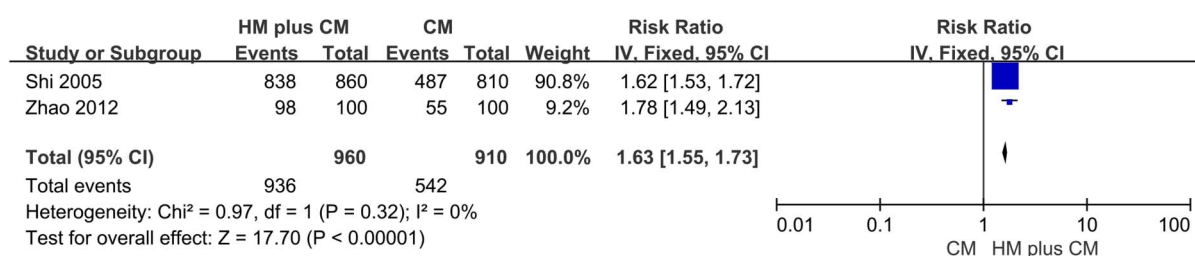 HM plus CM CM Risk Ratio Risk Ratio
Study or Subgroup Events Total Events Total Weight IV, Fixed, 95% CI IV, Fixed, 95% CI
Shi 2005 838 860 487 810 90.8% 1.62 [1.53, 1.72]
Zhao 2012 98 100 55 100 9.2% 1.78 [1.49, 2.13]
Total (95% CI) 960 910 100.0% 1.63 [1.55, 1.73]
Total events 936 542
Heterogeneity: Chi² = 0.97, df = 1 (P = 0.32); I² = 0%
Test for overall effect: Z = 17.70 (P < 0.00001)
0.01 0.1 1 10 100
CM HM plus CM